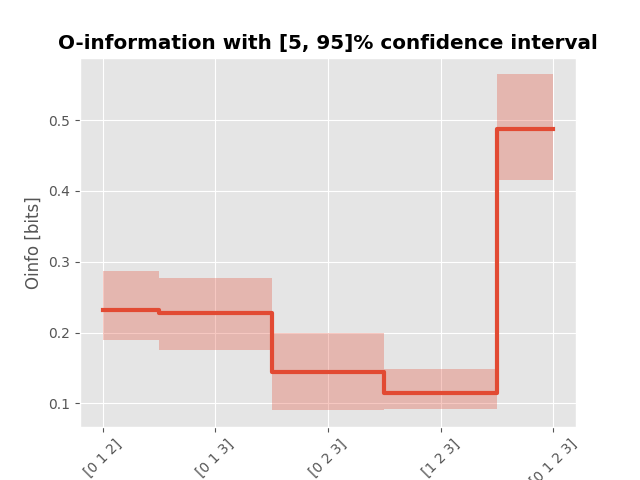 O-information with [5, 95]% confidence interval
Oinfo [bits]
0.5
0.4
0.3
0.2
0.1
[0 1 2]
[0 1 3]
[0 2 3]
[1 2 3]
[0 1 2 3]